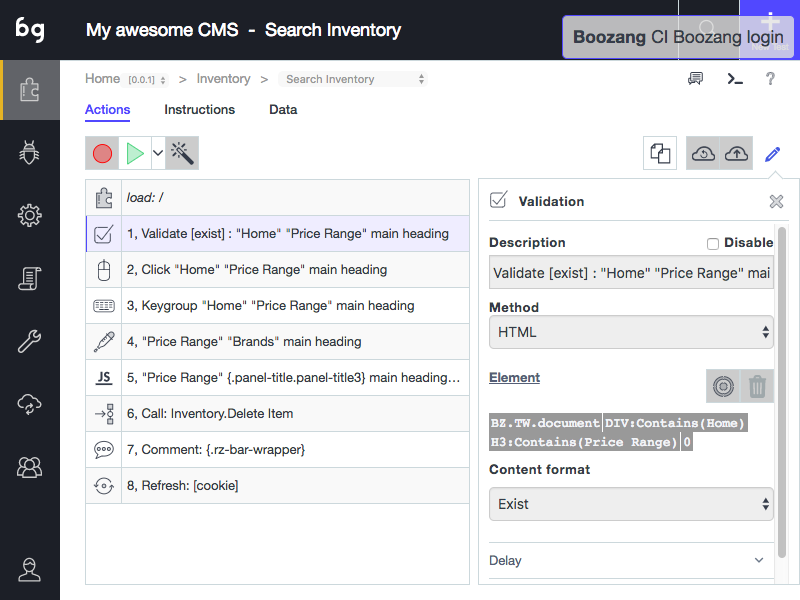 bg
My awesome CMS - Search Inventory
Boozang CI Boozang login
New Test
Home [0.0.1] > Inventory > Search Inventory
Actions Instructions Data
load: /
1, Validate [exist] : "Home" "Price Range" main heading
2, Click "Home" "Price Range" main heading
3, Keygroup "Home" "Price Range" main heading
4, "Price Range" "Brands" main heading
JS 5, "Price Range" {.panel-title.panel-title3} main heading…
6, Call: Inventory.Delete Item
7, Comment: {.rz-bar-wrapper}
8, Refresh: [cookie]
Validation
Description Disable
Validate [exist] : "Home" "Price Range" mai
Method
HTML
Element
BZ.TW.document DIV:Contains(Home)
H3:Contains(Price Range) 0
Content format
Exist
Delay